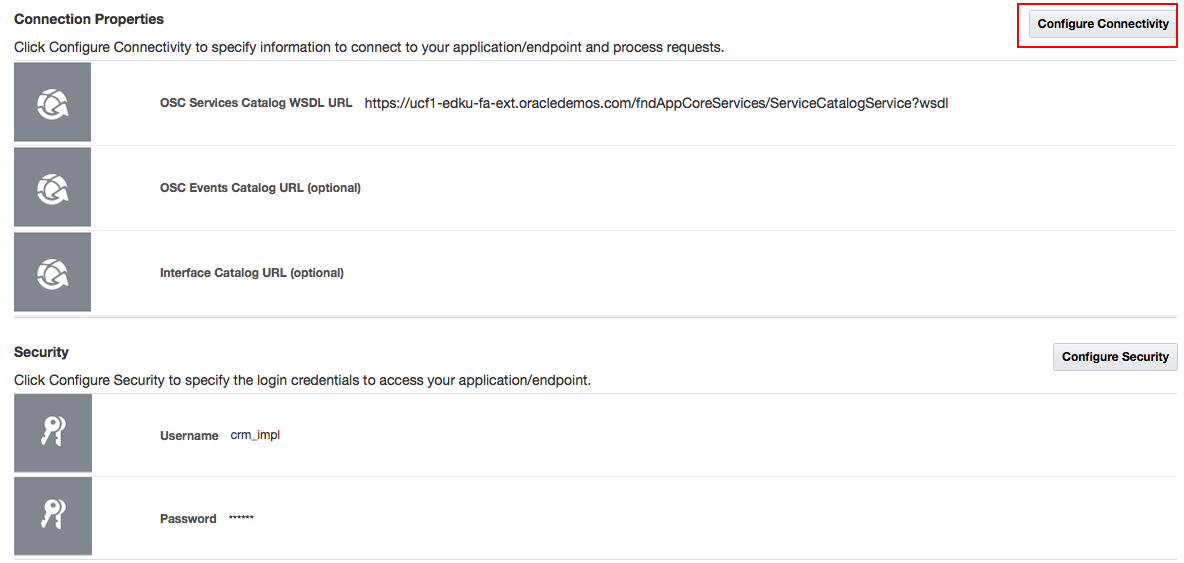 Connection Properties
Configure Connectivity
Click Configure Connectivity to specify information to connect to your application/endpoint and process requests.
OSC Services Catalog WSDL URL https://ucf1-edku-fa-ext.oracledemos.com/fndAppCoreServices/ServiceCatalogService?wsdl
OSC Events Catalog URL (optional)
Interface Catalog URL (optional)
Security
Configure Security
Click Configure Security to specify the login credentials to access your application/endpoint.
Username crm_impl
Password ******